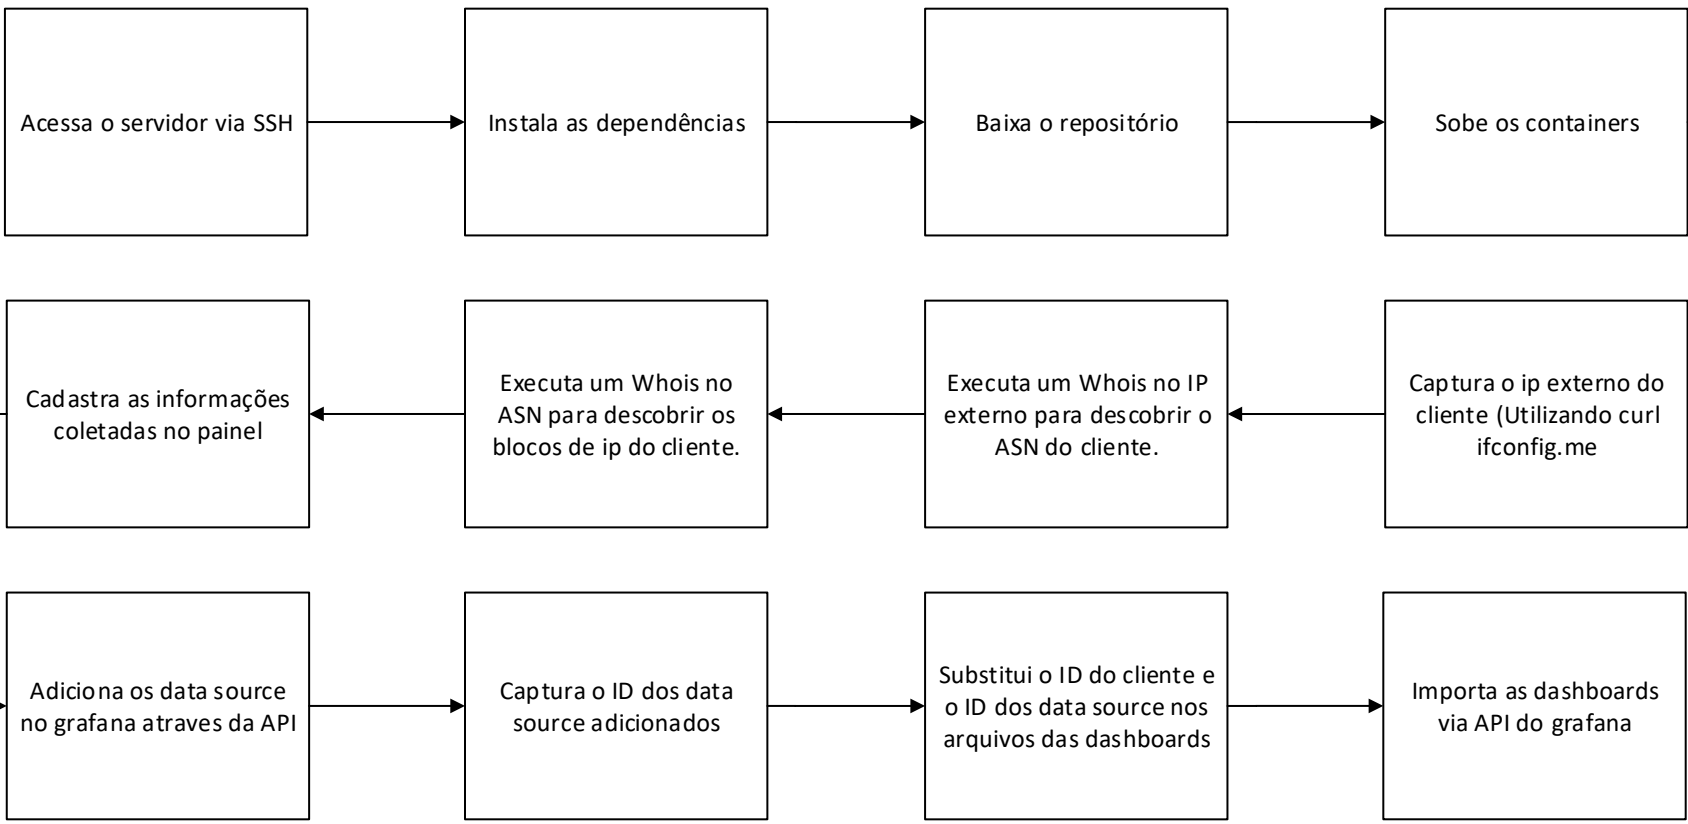 Acessa o servidor via SSH
Instala as dependências
Baixa o repositório
Sobe os containers
Cadastra as informações
coletadas no painel
Executa um Whois no
ASN para descobrir os
blocos de ip do cliente.
Executa um Whois no IP
externo para descobrir o
ASN do cliente.
Captura o ip externo do
cliente (Utilizando curl
ifconfig.me
Adiciona os data source
no grafana atraves da API
Captura o ID dos data
source adicionados
Substitui o ID do cliente e
o ID dos data source nos
arquivos das dashboards
Importa as dashboards
via API do grafana